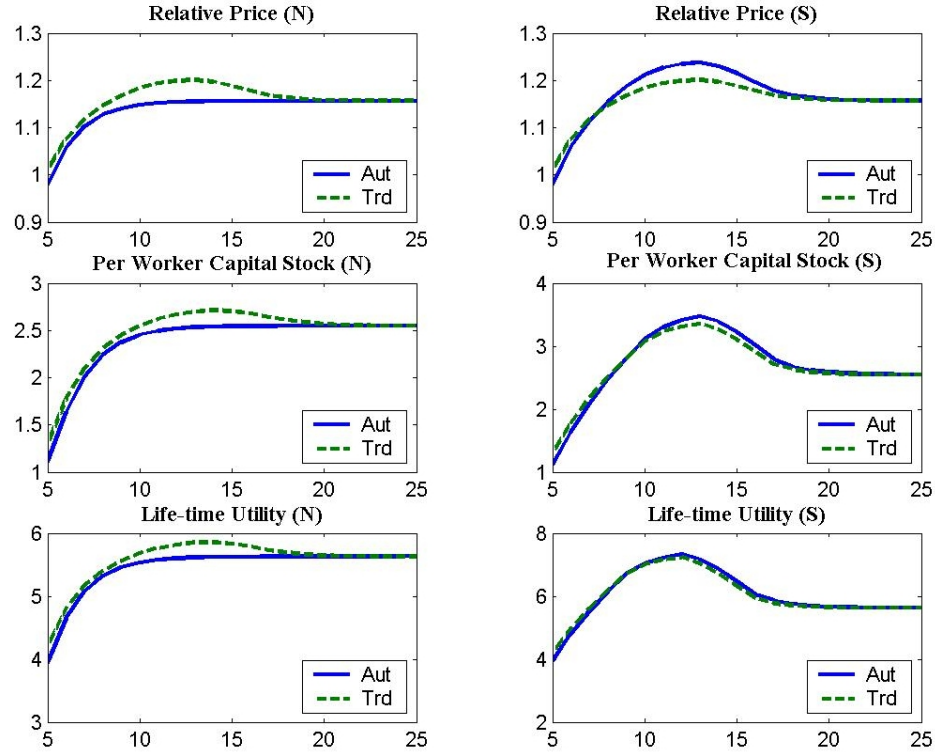 Relative Price (N)
1.3
1.2
1.1
1
0.9
5 10 15 20 25
Aut
Trd
Relative Price (S)
1.3
1.2
1.1
1
0.9
5 10 15 20 25
Aut
Trd
Per Worker Capital Stock (N)
3
2.5
2
1.5
1
5 10 15 20 25
Aut
Trd
Per Worker Capital Stock (S)
4
3
2
1
5 10 15 20 25
Aut
Trd
Life-time Utility (N)
6
5
4
3
5 10 15 20 25
Aut
Trd
Life-time Utility (S)
8
6
4
2
5 10 15 20 25
Aut
Trd